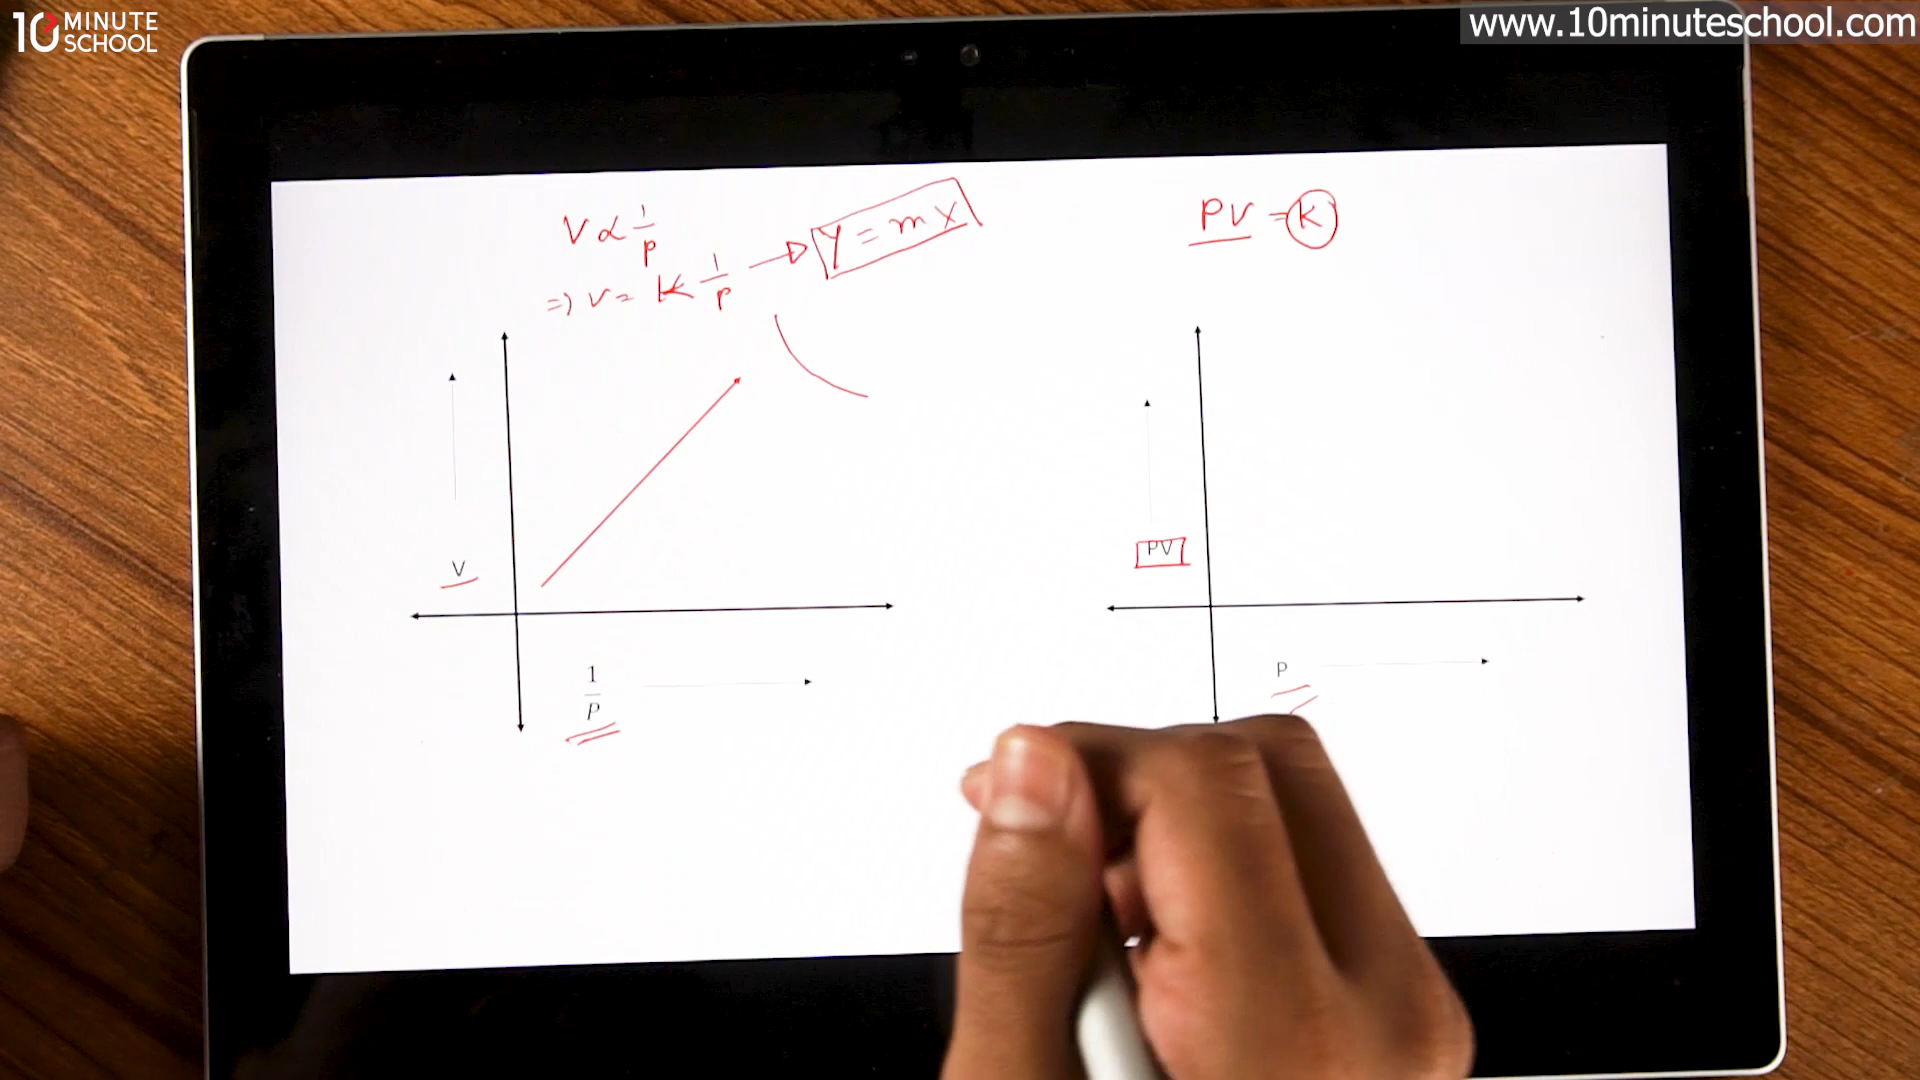 10 MINUTE SCHOOL
www.10minuteschool.com
V ∝ 1/P
⇒ V = K 1/P → y = mx
PV = K
V
1/P
PV
P